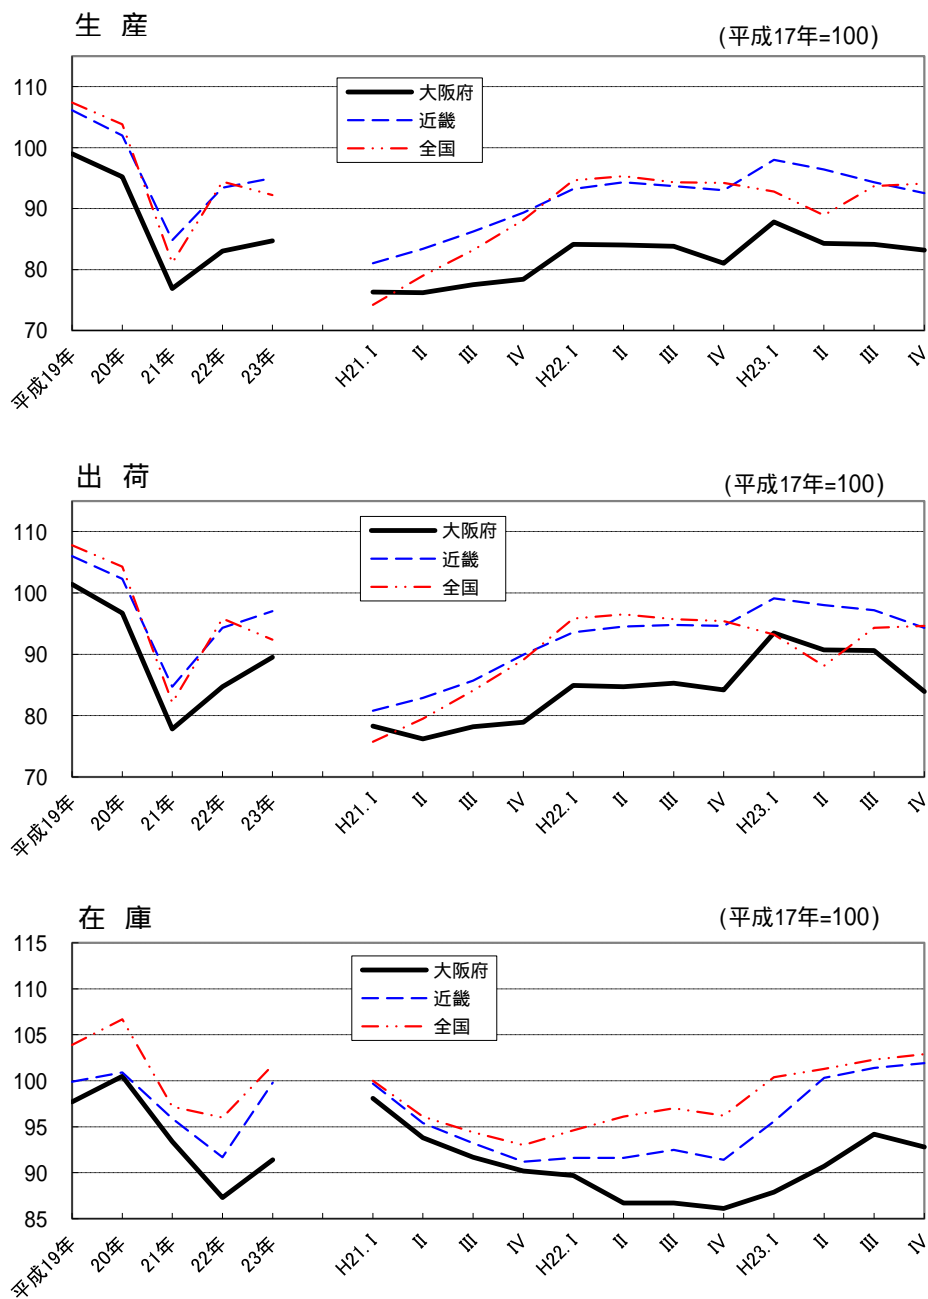 生 産
(平成17年=100)
大阪府
近畿
全国
110
100
90
80
70
平成19年 20年 21年 22年 23年 H21.Ⅰ Ⅱ Ⅲ Ⅳ H22.Ⅰ Ⅱ Ⅲ Ⅳ H23.Ⅰ Ⅱ Ⅲ Ⅳ
出 荷
(平成17年=100)
大阪府
近畿
全国
110
100
90
80
70
平成19年 20年 21年 22年 23年 H21.Ⅰ Ⅱ Ⅲ Ⅳ H22.Ⅰ Ⅱ Ⅲ Ⅳ H23.Ⅰ Ⅱ Ⅲ Ⅳ
在 庫
(平成17年=100)
大阪府
近畿
全国
115
110
105
100
95
90
85
平成19年 20年 21年 22年 23年 H21.Ⅰ Ⅱ Ⅲ Ⅳ H22.Ⅰ Ⅱ Ⅲ Ⅳ H23.Ⅰ Ⅱ Ⅲ Ⅳ